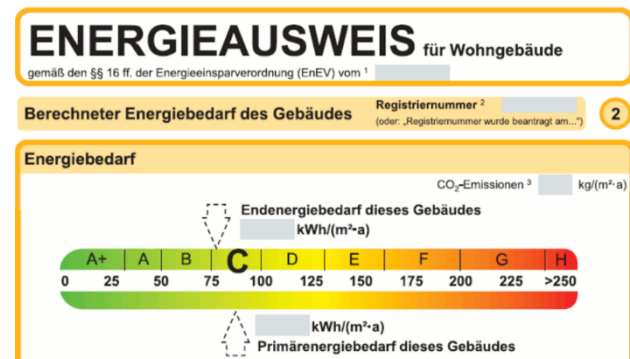 ENERGIEAUSWEIS für Wohngebäude
gemäß den §§ 16 ff. der Energieeinsparverordnung (EnEV) vom ¹
Berechneter Energiebedarf des Gebäudes
Registriernummer ²
(oder: „Registriernummer wurde beantragt am...“)
2
Energiebedarf
CO₂-Emissionen ³ kg/(m²·a)
Endenergiebedarf dieses Gebäudes
kWh/(m²•a)
A+ A B C D E F G H
0 25 50 75 100 125 150 175 200 225 >250
kWh/(m²•a)
Primärenergiebedarf dieses Gebäudes